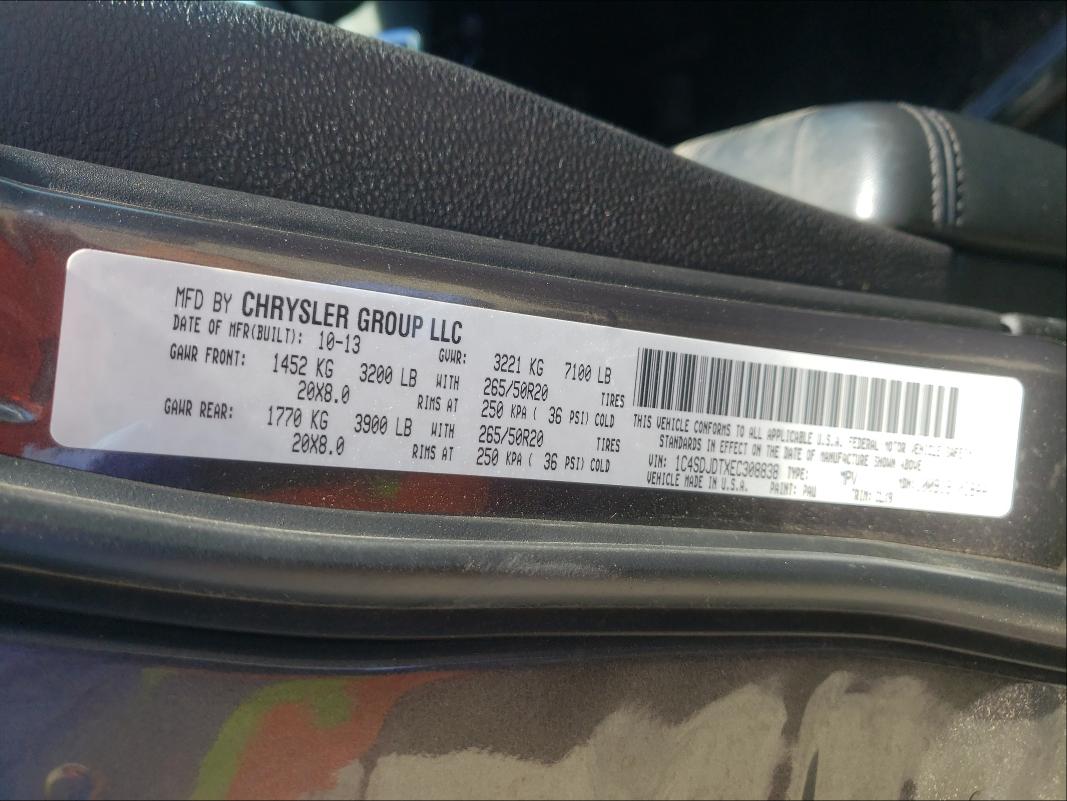 MFD BY CHRYSLER GROUP LLC
DATE OF MFR(BUILT): 10-13 GVWR: 3221 KG 7100 LB
GAWR FRONT: 1452 KG 3200 LB WITH 265/50R20 TIRES
20X8.0 RIMS AT 250 KPA ( 36 PSI) COLD
GAWR REAR: 1770 KG 3900 LB WITH 265/50R20 TIRES
20X8.0 RIMS AT 250 KPA ( 36 PSI) COLD
THIS VEHICLE CONFORMS TO ALL APPLICABLE U.S.A. FEDERAL MOTOR VEHICLE SAFETY
STANDARDS IN EFFECT ON THE DATE OF MANUFACTURE SHOWN ABOVE
VIN: 1C4SDJDTXEC308838 TYPE: MPV
VEHICLE MADE IN U.S.A. PAINT: PAU TRIM: